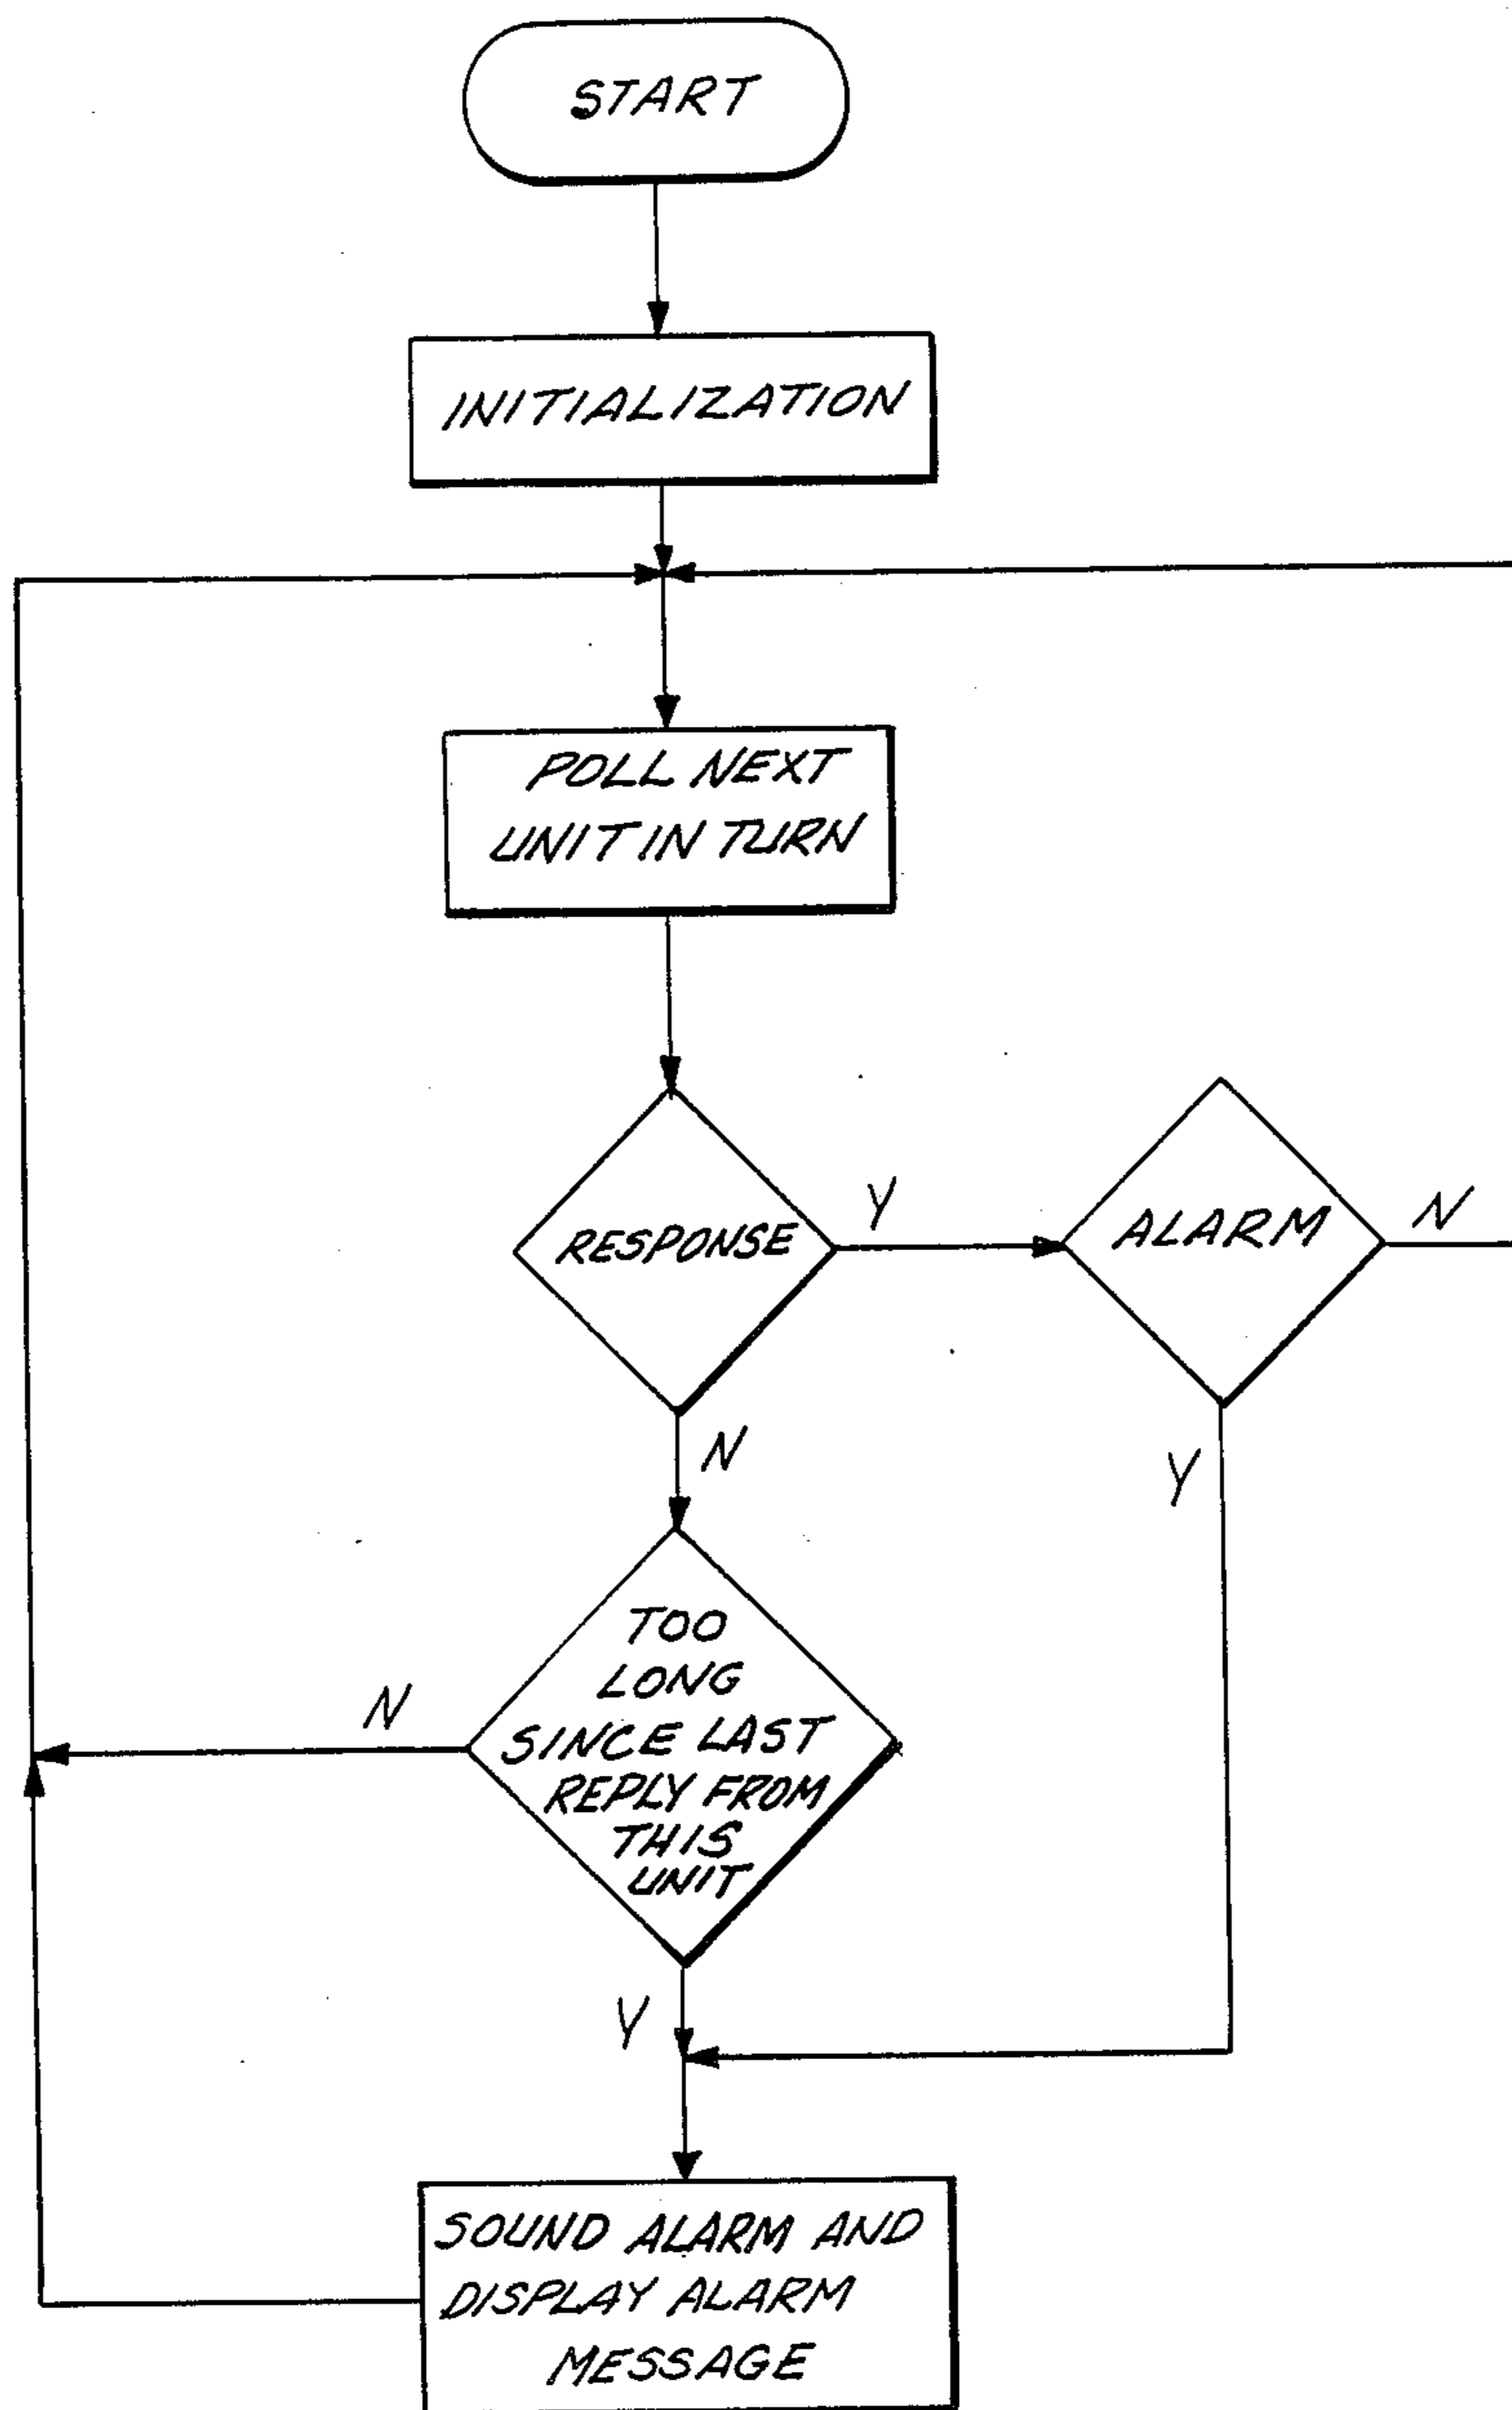 START
INITIALIZATION
POLL NEXT
UNIT IN TURN
RESPONSE
Y
ALARM
N
N
Y
TOO
LONG
SINCE LAST
REPLY FROM
THIS
UNIT
N
Y
SOUND ALARM AND
DISPLAY ALARM
MESSAGE